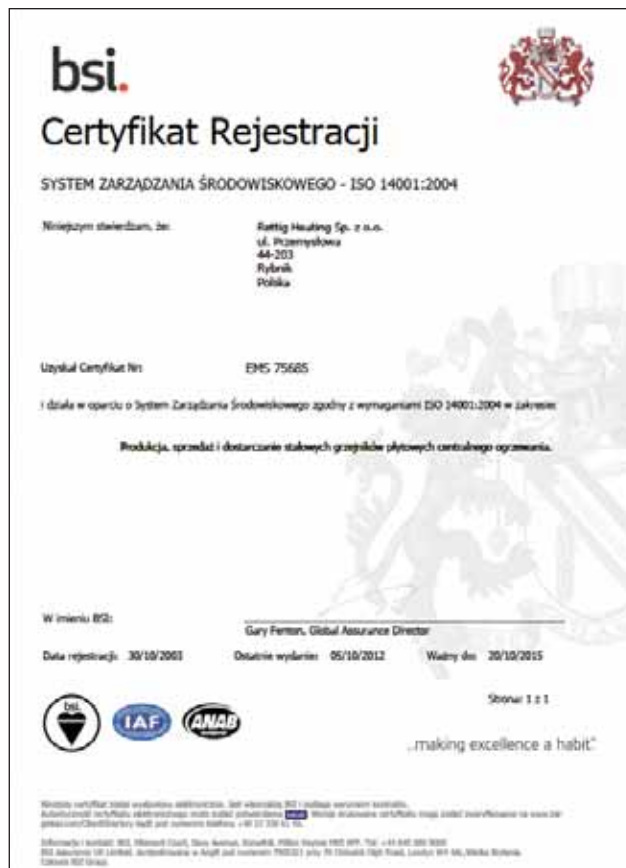 bsi.
Certyfikat Rejestracji
SYSTEM ZARZĄDZANIA ŚRODOWISKOWEGO - ISO 14001:2004
Niniejszym stwierdzam, że: Rettig Heating Sp. z o.o.
ul. Przemysłowa
44-203
Rybnik
Polska
Uzyskał Certyfikat Nr: EMS 75685
i działa w oparciu o System Zarządzania Środowiskowego zgodny z wymaganiami ISO 14001:2004 w zakresie:
Produkcja, sprzedaż i dostarczanie stalowych grzejników płytowych centralnego ogrzewania.
W imieniu BSI:
Gary Fenton, Global Assurance Director
Data rejestracji: 30/10/2003 Ostatnie wydanie: 05/10/2012 Ważny do: 20/10/2015
Strona: 1 z 1
bsi. IAF ANAB
...making excellence a habit.™